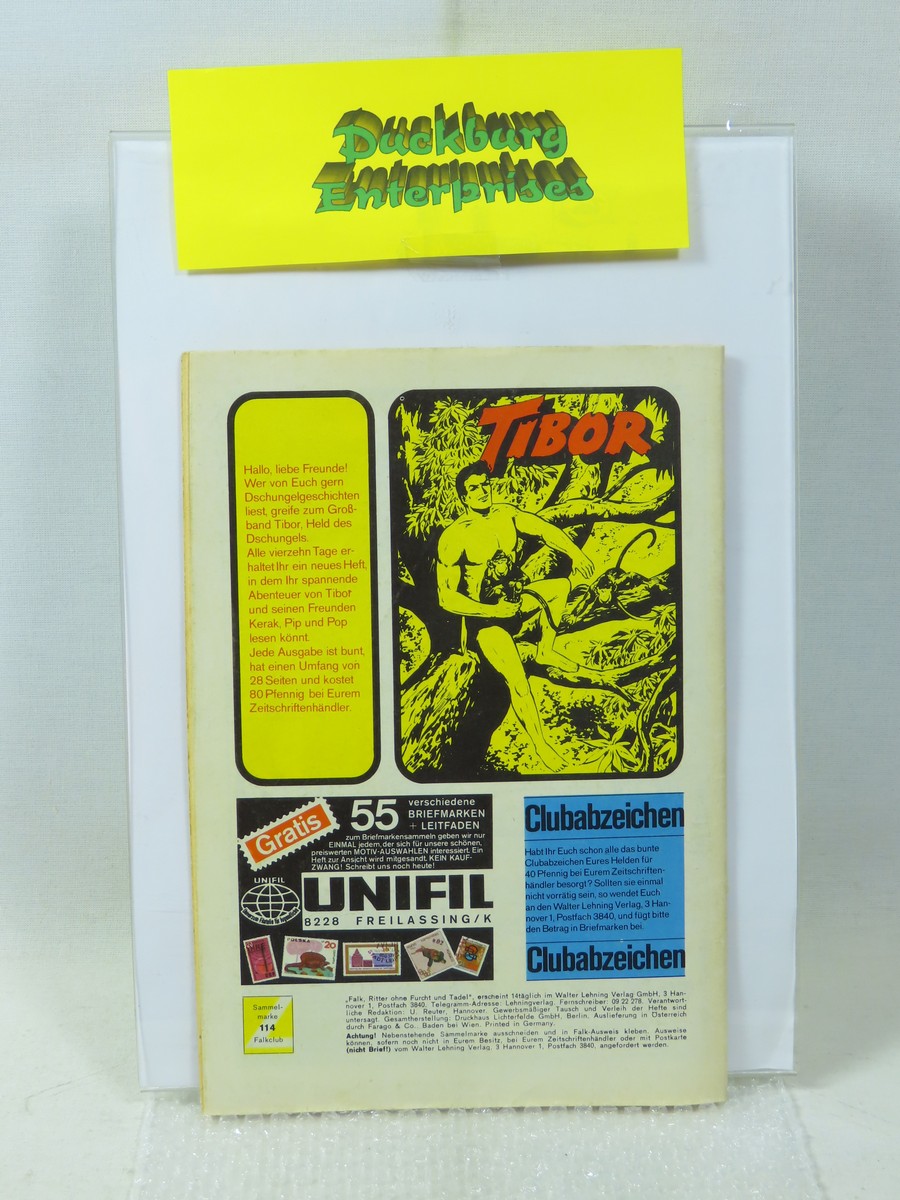 Duckburg
Enterprises
Hallo, liebe Freunde!
Wer von Euch gern
Dschungelgeschichten
liest, greife zum Groß-
band Tibor, Held des
Dschungels.
Alle vierzehn Tage er-
haltet Ihr ein neues Heft,
in dem Ihr spannende
Abenteuer von Tibor
und seinen Freunden
Kerak, Pip und Pop
lesen könnt.
Jede Ausgabe ist bunt,
hat einen Umfang von
28 Seiten und kostet
80 Pfennig bei Eurem
Zeitschriftenhändler.
TIBOR
Gratis
55 verschiedene
BRIEFMARKEN
+ LEITFADEN
zum Briefmarkensammeln geben wir nur
EINMAL jedem, der sich für unsere schönen,
preiswerten MOTIV-AUSWAHLEN interessiert. Ein
Heft zur Ansicht wird mitgesandt. KEIN KAUF-
ZWANG! Schreibt uns noch heute!
UNIFIL
UNIFIL
8228 FREILASSING/K
POLSKA
20
Clubabzeichen
Habt Ihr Euch schon alle das bunte
Clubabzeichen Eures Helden für
40 Pfennig bei Eurem Zeitschriften-
händler besorgt? Sollten sie einmal
nicht vorrätig sein, so wendet Euch
an den Walter Lehning Verlag, 3 Han-
nover 1, Postfach 3840, und fügt bitte
den Betrag in Briefmarken bei.
Clubabzeichen
Sammel-
marke
114
Falkclub
„Falk, Ritter ohne Furcht und Tadel", erscheint 14täglich im Walter Lehning Verlag GmbH, 3 Han-
nover 1, Postfach 3840, Telegramm-Adresse: Lehningverlag, Fernschreiber: 09 22 278. Verantwort-
liche Redaktion: U. Reuter, Hannover. Gewerbsmäßiger Tausch und Verleih der Hefte sind
untersagt. Gesamtherstellung: Druckhaus Lichterfelde GmbH, Berlin. Auslieferung in Österreich
durch Farago & Co., Baden bei Wien. Printed in Germany.
Achtung! Nebenstehende Sammelmarke ausschneiden und in Falk-Ausweis kleben. Ausweise
können, sofern noch nicht in Eurem Besitz, bei Eurem Zeitschriftenhändler oder mit Postkarte
(nicht Brief!) vom Walter Lehning Verlag, 3 Hannover 1, Postfach 3840, angefordert werden.